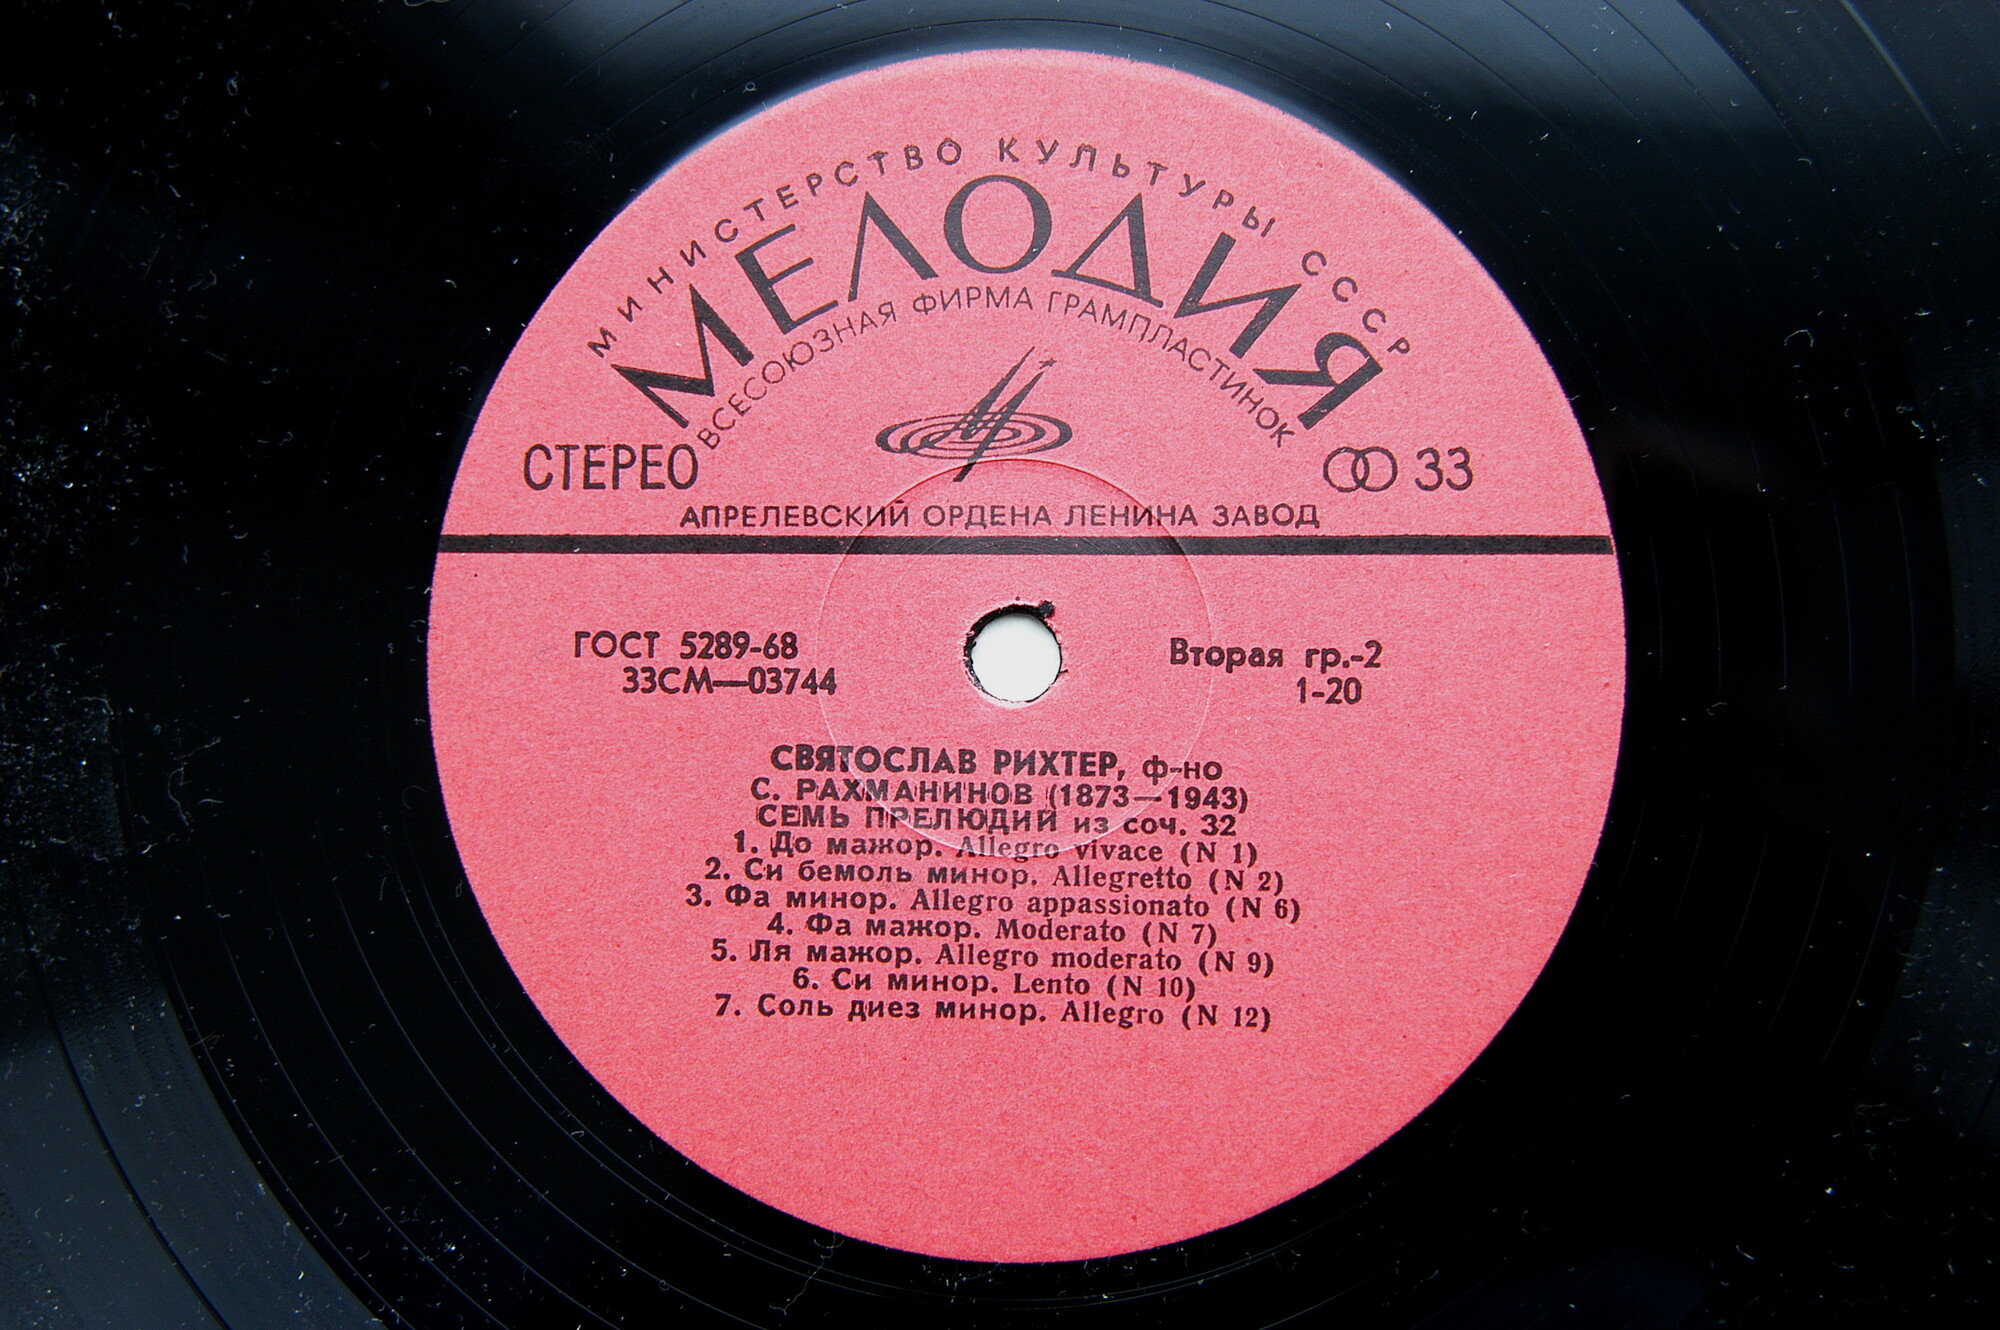 МИНИСТЕРСТВО КУЛЬТУРЫ СССР
МЕЛОДИЯ
ВСЕСОЮЗНАЯ ФИРМА ГРАМПЛАСТИНОК
СТЕРЕО
33
АПРЕЛЕВСКИЙ ОРДЕНА ЛЕНИНА ЗАВОД
ГОСТ 5289-68
33СМ—03744
Вторая гр.-2
1-20
СВЯТОСЛАВ РИХТЕР, ф-но
С. РАХМАНИНОВ (1873—1943)
СЕМЬ ПРЕЛЮДИЙ из соч. 32
1. До мажор. Allegro vivace (N 1)
2. Си бемоль минор. Allegretto (N 2)
3. Фа минор. Allegro appassionato (N 6)
4. Фа мажор. Moderato (N 7)
5. Ля мажор. Allegro moderato (N 9)
6. Си минор. Lento (N 10)
7. Соль диез минор. Allegro (N 12)